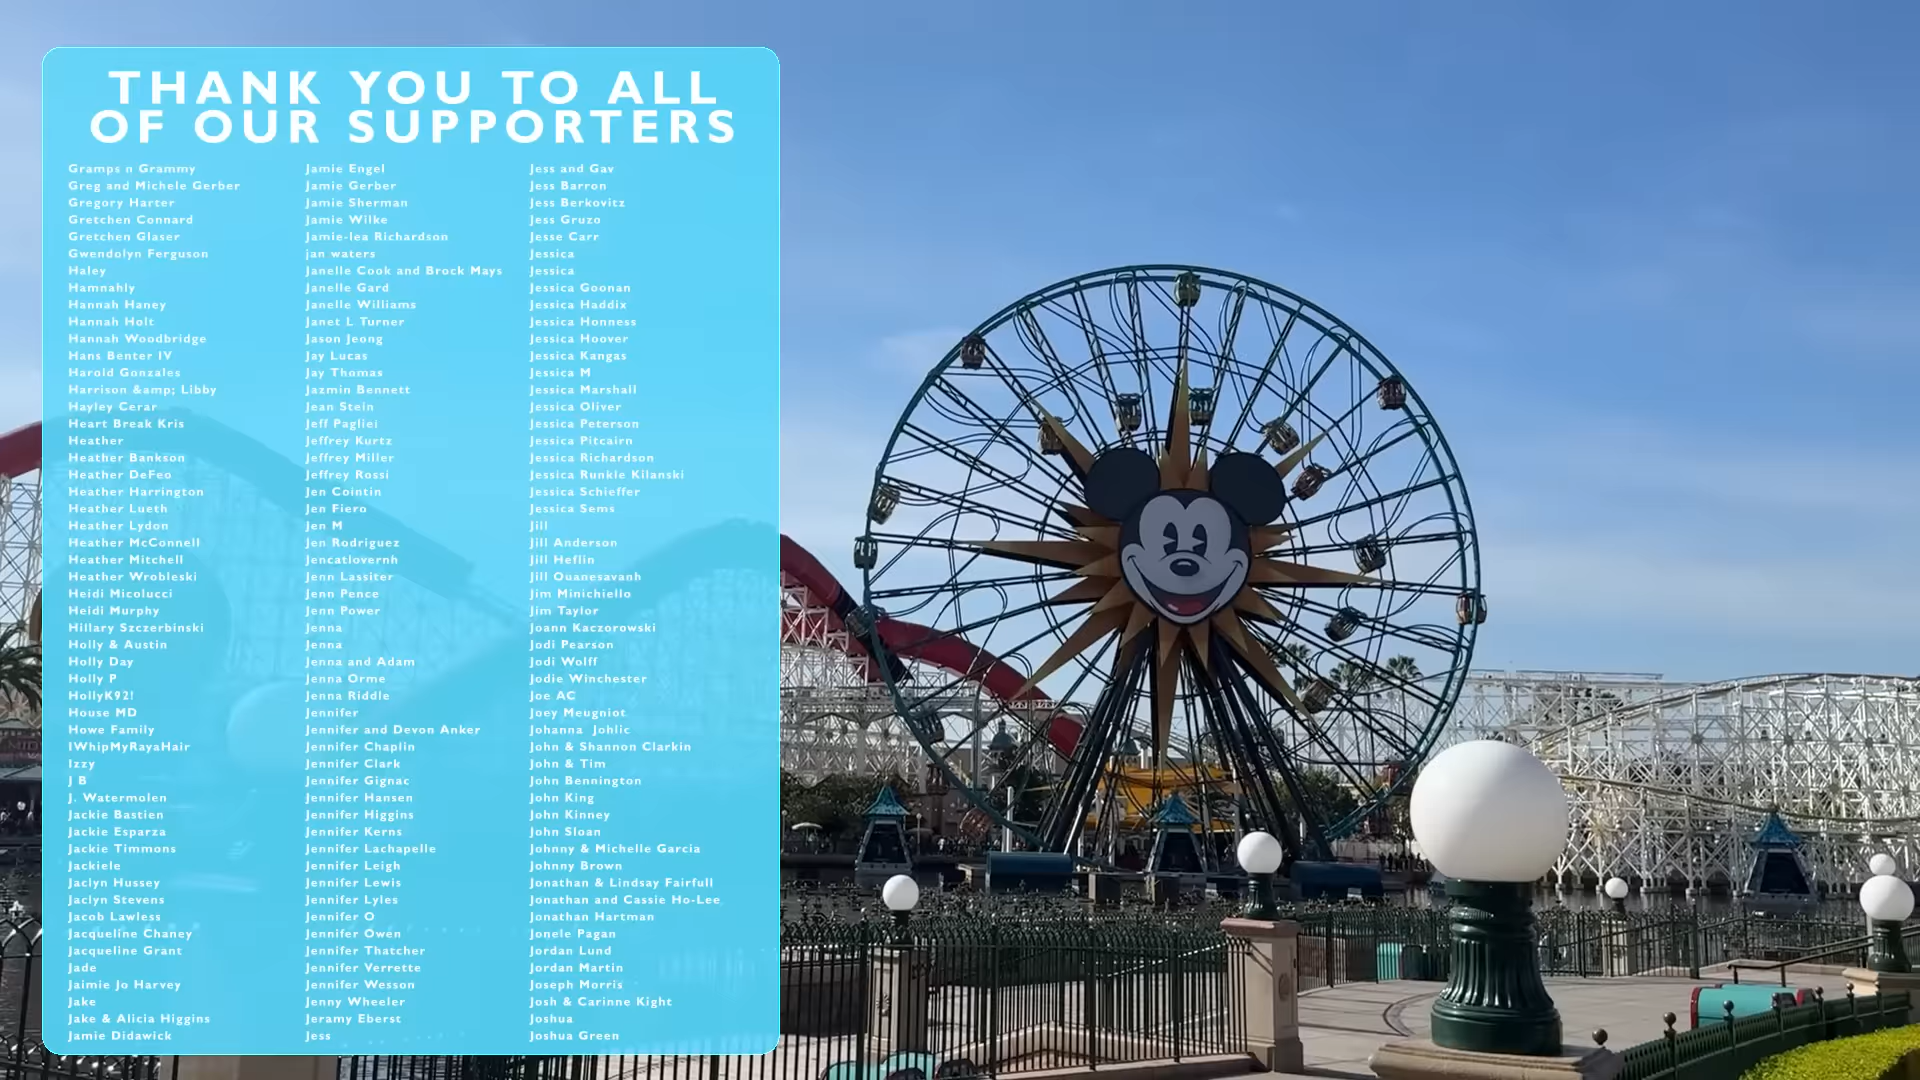 THANK YOU TO ALL
OF OUR SUPPORTERS
Gramps n Grammy
Greg and Michele Gerber
Gregory Harter
Gretchen Connard
Gretchen Glaser
Gwendolyn Ferguson
Haley
Hamnahly
Hannah Haney
Hannah Holt
Hannah Woodbridge
Hans Benter IV
Harold Gonzales
Harrison &amp; Libby
Hayley Cerar
Heart Break Kris
Heather
Heather Bankson
Heather DeFeo
Heather Harrington
Heather Lueth
Heather Lydon
Heather McConnell
Heather Mitchell
Heather Wrobleski
Heidi Micolucci
Heidi Murphy
Hillary Szczerbinski
Holly & Austin
Holly Day
Holly P
HollyK92!
House MD
Howe Family
IWhipMyRayaHair
Izzy
J B
J. Watermolen
Jackie Bastien
Jackie Esparza
Jackie Timmons
Jackiele
Jaclyn Hussey
Jaclyn Stevens
Jacob Lawless
Jacqueline Chaney
Jacqueline Grant
Jade
Jaimie Jo Harvey
Jake
Jake & Alicia Higgins
Jamie Didawick
Jamie Engel
Jamie Gerber
Jamie Sherman
Jamie Wilke
Jamie-lea Richardson
jan waters
Janelle Cook and Brock Mays
Janelle Gard
Janelle Williams
Janet L Turner
Jason Jeong
Jay Lucas
Jay Thomas
Jazmin Bennett
Jean Stein
Jeff Pagliei
Jeffrey Kurtz
Jeffrey Miller
Jeffrey Rossi
Jen Cointin
Jen Fiero
Jen M
Jen Rodriguez
Jencatlovernh
Jenn Lassiter
Jenn Pence
Jenn Power
Jenna
Jenna
Jenna and Adam
Jenna Orme
Jenna Riddle
Jennifer
Jennifer and Devon Anker
Jennifer Chaplin
Jennifer Clark
Jennifer Gignac
Jennifer Hansen
Jennifer Higgins
Jennifer Kerns
Jennifer Lachapelle
Jennifer Leigh
Jennifer Lewis
Jennifer Lyles
Jennifer O
Jennifer Owen
Jennifer Thatcher
Jennifer Verrette
Jennifer Wesson
Jenny Wheeler
Jeramy Eberst
Jess
Jess and Gav
Jess Barron
Jess Berkovitz
Jess Gruzo
Jesse Carr
Jessica
Jessica
Jessica Goonan
Jessica Haddix
Jessica Honness
Jessica Hoover
Jessica Kangas
Jessica M
Jessica Marshall
Jessica Oliver
Jessica Peterson
Jessica Pitcairn
Jessica Richardson
Jessica Runkle Kilanski
Jessica Schieffer
Jessica Sems
Jill
Jill Anderson
Jill Heflin
Jill Ouanesavanh
Jim Minichiello
Jim Taylor
Joann Kaczorowski
Jodi Pearson
Jodi Wolff
Jodie Winchester
Joe AC
Joey Meugniot
Johanna Johlic
John & Shannon Clarkin
John & Tim
John Bennington
John King
John Kinney
John Sloan
Johnny & Michelle Garcia
Johnny Brown
Jonathan & Lindsay Fairfull
Jonathan and Cassie Ho-Lee
Jonathan Hartman
Jonele Pagan
Jordan Lund
Jordan Martin
Joseph Morris
Josh & Carinne Kight
Joshua
Joshua Green